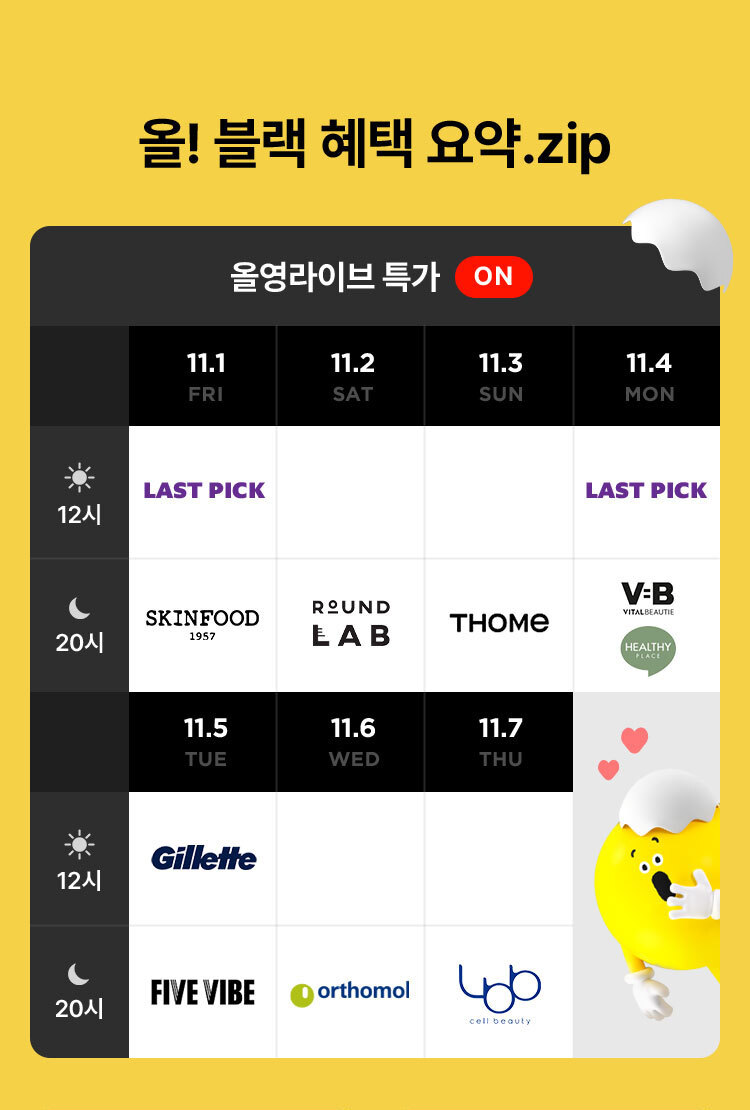 올! 블랙 혜택 요약.zip
올영라이브 특가 ON
11.1 11.2 11.3 11.4
FRI SAT SUN MON
12시 LAST PICK LAST PICK
20시 SKINFOOD 1957 ROUND LAB THOME V=B VITALBEAUTIE HEALTHY PLACE
11.5 11.6 11.7
TUE WED THU
12시 Gillette
20시 FIVE VIBE orthomol cell beauty